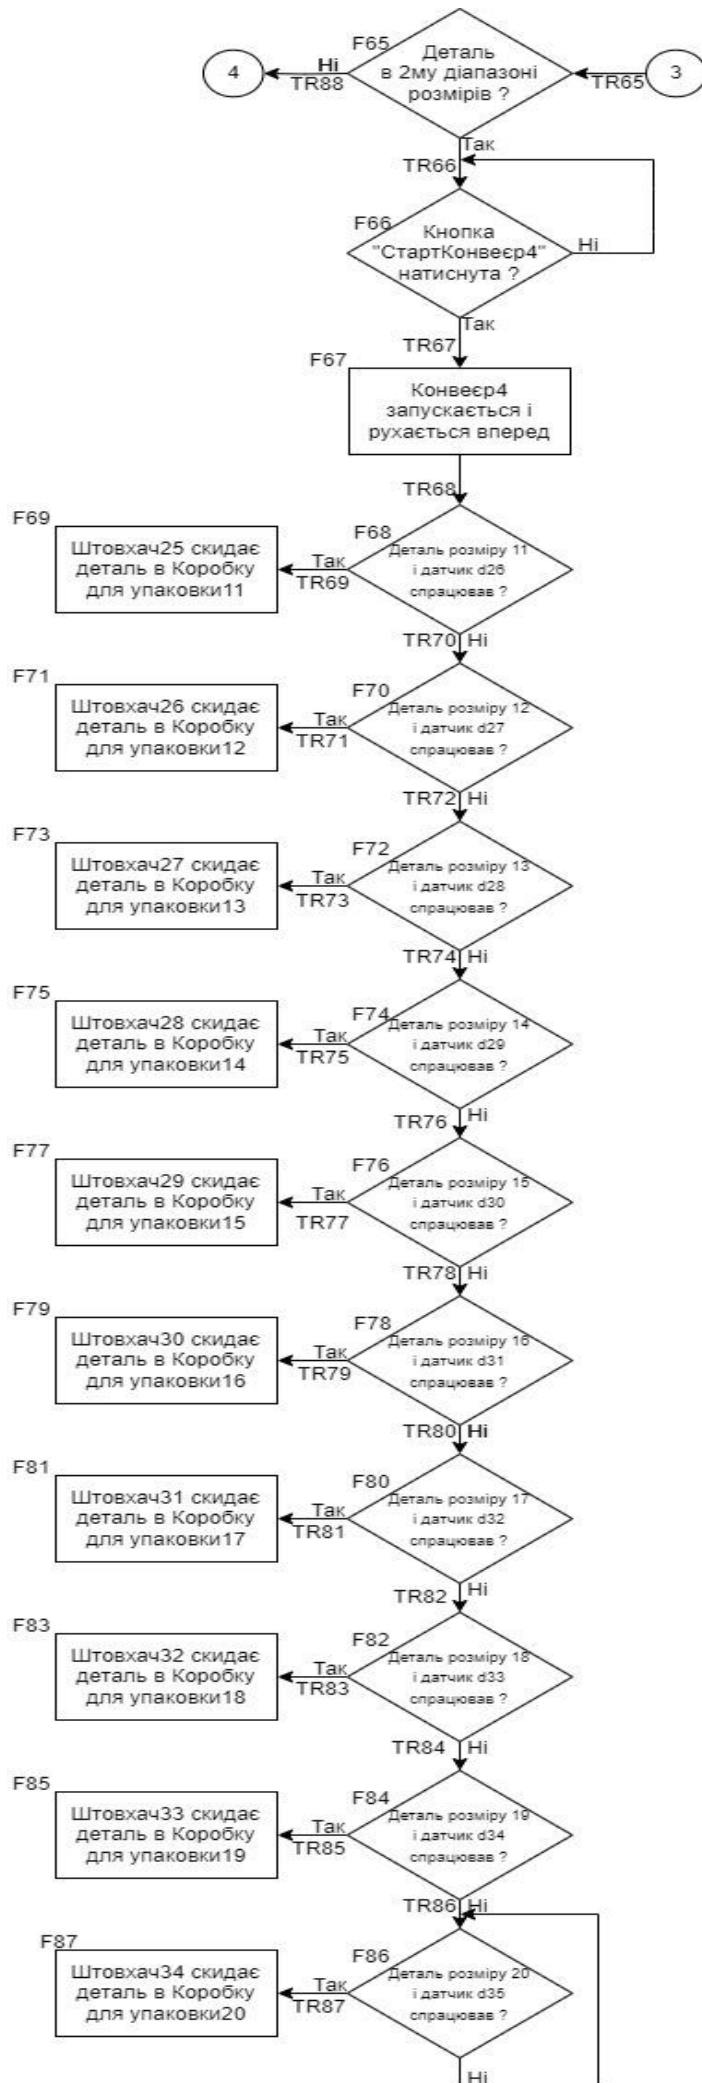 F65
Деталь
в 2му діапазоні
розмірів ?
Ні
TR88
4
TR65
3
Так
TR66
F66
Кнопка
"СтартКонвеєр4"
натиснута ?
Ні
Так
TR67
F67
Конвеєр4
запускається і
рухається вперед
TR68
F69
Штовхач25 скидає
деталь в Коробку
для упаковки11
Так
TR69
F68
Деталь розміру 11
і датчик d26
спрацював ?
TR70 Ні
F71
Штовхач26 скидає
деталь в Коробку
для упаковки12
Так
TR71
F70
Деталь розміру 12
і датчик d27
спрацював ?
TR72 Ні
F73
Штовхач27 скидає
деталь в Коробку
для упаковки13
Так
TR73
F72
Деталь розміру 13
і датчик d28
спрацював ?
TR74 Ні
F75
Штовхач28 скидає
деталь в Коробку
для упаковки14
Так
TR75
F74
Деталь розміру 14
і датчик d29
спрацював ?
TR76 Ні
F77
Штовхач29 скидає
деталь в Коробку
для упаковки15
Так
TR77
F76
Деталь розміру 15
і датчик d30
спрацював ?
TR78 Ні
F79
Штовхач30 скидає
деталь в Коробку
для упаковки16
Так
TR79
F78
Деталь розміру 16
і датчик d31
спрацював ?
TR80 Ні
F81
Штовхач31 скидає
деталь в Коробку
для упаковки17
Так
TR81
F80
Деталь розміру 17
і датчик d32
спрацював ?
TR82 Ні
F83
Штовхач32 скидає
деталь в Коробку
для упаковки18
Так
TR83
F82
Деталь розміру 18
і датчик d33
спрацював ?
TR84 Ні
F85
Штовхач33 скидає
деталь в Коробку
для упаковки19
Так
TR85
F84
Деталь розміру 19
і датчик d34
спрацював ?
TR86 Ні
F87
Штовхач34 скидає
деталь в Коробку
для упаковки20
Так
TR87
F86
Деталь розміру 20
і датчик d35
спрацював ?
Ні